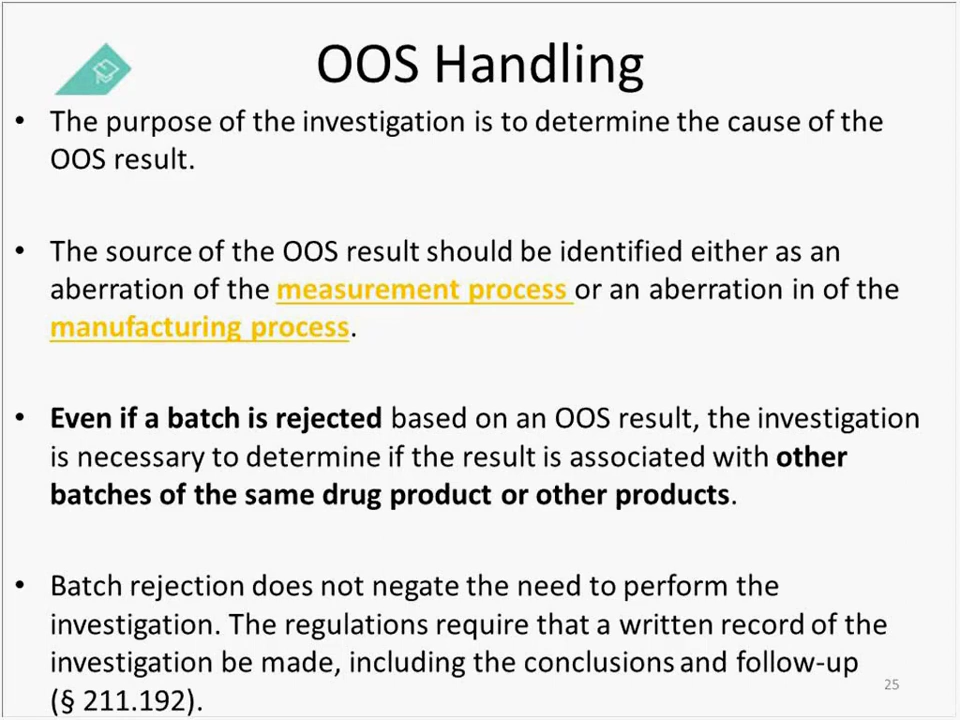 OOS Handling
• The purpose of the investigation is to determine the cause of the
OOS result.
• The source of the OOS result should be identified either as an
aberration of the measurement process or an aberration in of the
manufacturing process.
• Even if a batch is rejected based on an OOS result, the investigation
is necessary to determine if the result is associated with other
batches of the same drug product or other products.
• Batch rejection does not negate the need to perform the
investigation. The regulations require that a written record of the
investigation be made, including the conclusions and follow-up
(§ 211.192).
25